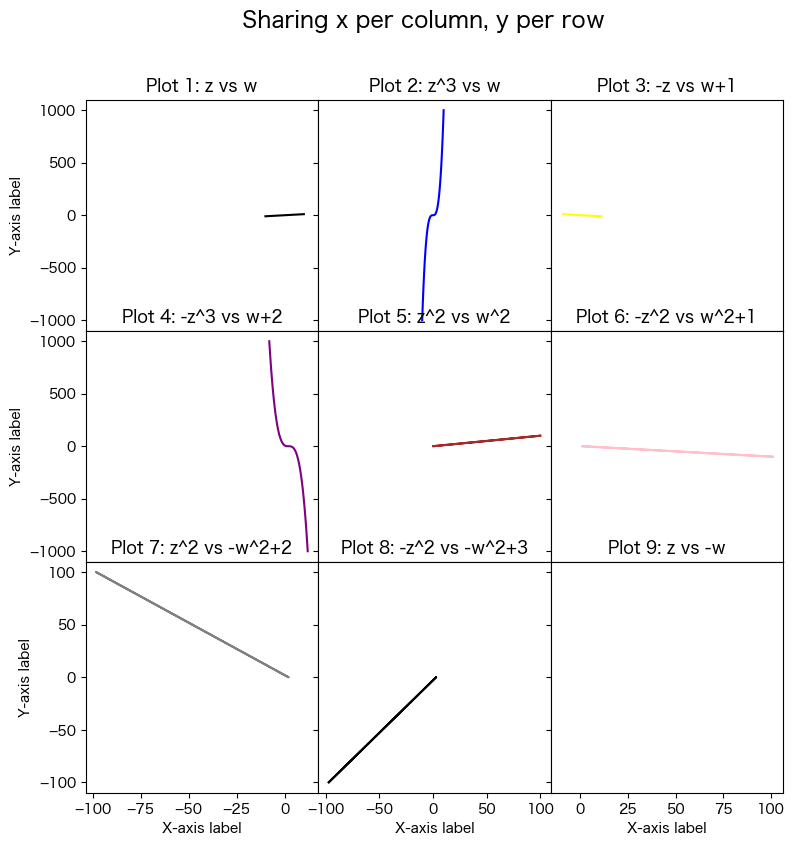 Sharing x per column, y per row
Plot 1: z vs w
Plot 2: z^3 vs w
Plot 3: -z vs w+1
1000
500
0
−500
−1000
Y-axis label
Plot 4: -z^3 vs w+2
Plot 5: z^2 vs w^2
Plot 6: -z^2 vs w^2+1
1000
500
0
−500
−1000
Y-axis label
Plot 7: z^2 vs -w^2+2
Plot 8: -z^2 vs -w^2+3
Plot 9: z vs -w
100
50
0
−50
−100
Y-axis label
−100 −75 −50 −25 0
−100 −50 0 50 100
0 25 50 75 100
X-axis label
X-axis label
X-axis label